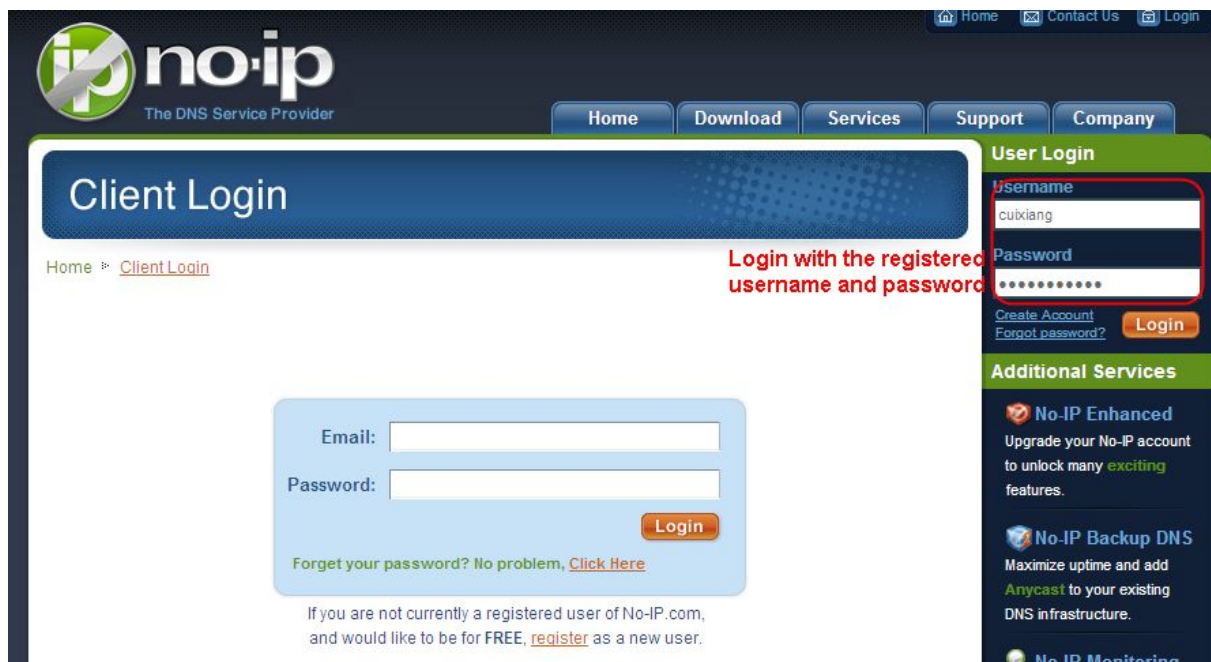 Home Contact Us Login
ip no·ip
The DNS Service Provider
Home Download Services Support Company
Client Login
Home Client Login
Login with the registered
username and password
User Login
Username
cuixiang
Password
•••••••••••
Create Account
Forgot password?
Login
Email:
Password:
Login
Forget your password? No problem, Click Here
If you are not currently a registered user of No-IP.com,
and would like to be for FREE, register as a new user.
Additional Services
No-IP Enhanced
Upgrade your No-IP account
to unlock many exciting
features.
No-IP Backup DNS
Maximize uptime and add
Anycast to your existing
DNS infrastructure.
No-IP Monitoring